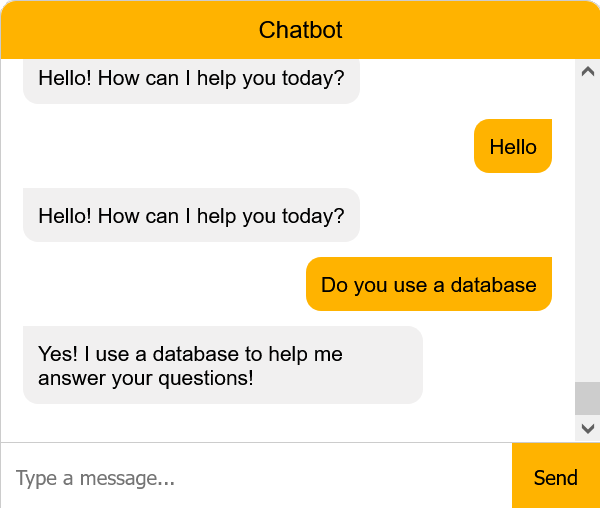 Chatbot
Hello! How can I help you today?
Hello
Hello! How can I help you today?
Do you use a database
Yes! I use a database to help me
answer your questions!
Type a message...
Send